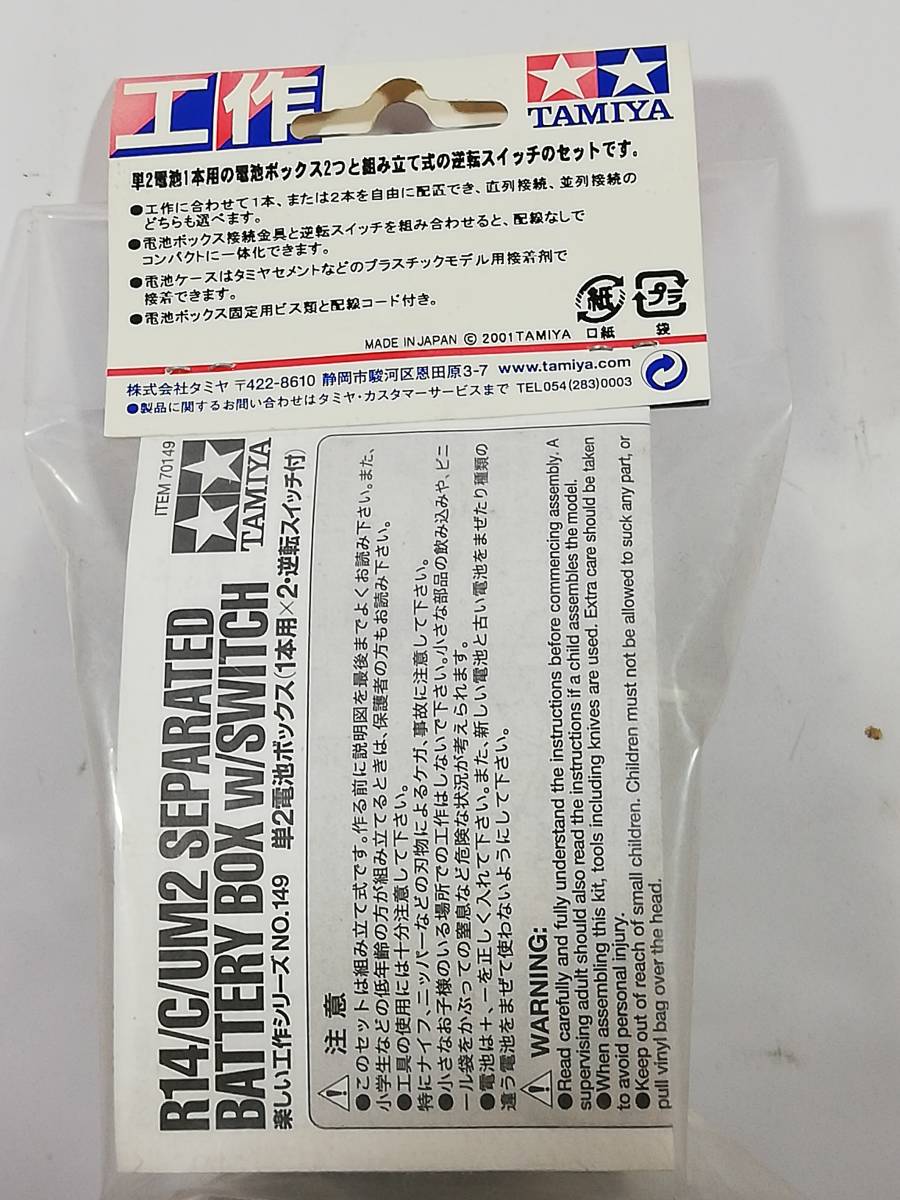 工作
TAMIYA
単2電池1本用の電池ボックス2つと組み立て式の逆転スイッチのセットです。
●工作に合わせて1本、または2本を自由に配置でき、直列接続、並列接続の
どちらも選べます。
●電池ボックス接続金具と逆転スイッチを組み合わせると、配線なしで
コンパクトに一体化できます。
●電池ケースはタミヤセメントなどのプラスチックモデル用接着剤で
接着できます。
●電池ボックス固定用ビス類と配線コード付き。
紙
プラ
MADE IN JAPAN © 2001 TAMIYA 口紙 袋
株式会社タミヤ 〒422-8610 静岡市駿河区恩田原3-7 www.tamiya.com
●製品に関するお問い合わせはタミヤ・カスタマーサービスまで TEL054(283)0003
ITEM 70149
TAMIYA
R14/C/UM2 SEPARATED
BATTERY BOX w/SWITCH
楽しい工作シリーズNO.149 単2電池ボックス(1本用×2・逆転スイッチ付)
注意
●このセットは組み立て式です。作る前に説明図を最後までよくお読み下さい。また、
小学生などの低年齢の方が組み立てるときは、保護者の方もお読み下さい。
●工具の使用には十分注意して下さい。
特にナイフ、ニッパーなどの刃物によるケガ、事故に注意して下さい。
●小さなお子様のいる場所での工作はしないで下さい。小さな部品の飲み込みや、ビニ
ール袋をかぶっての窒息など危険な状況が考えられます。
●電池は+、-を正しく入れて下さい。また、新しい電池と古い電池をまぜたり種類の
違う電池をまぜて使わないようにして下さい。
WARNING:
●Read carefully and fully understand the instructions before commencing assembly. A
supervising adult should also read the instructions if a child assembles the model.
●When assembling this kit, tools including knives are used. Extra care should be taken
to avoid personal injury.
●Keep out of reach of small children. Children must not be allowed to suck any part, or
pull vinyl bag over the head.